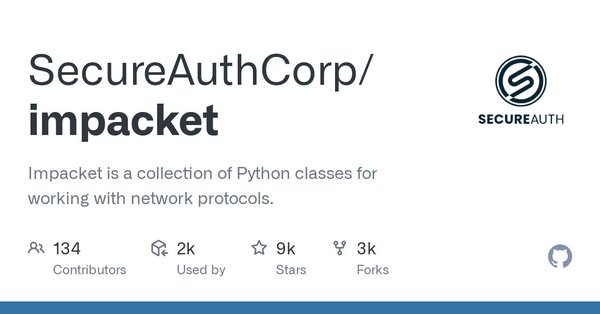 SecureAuthCorp/
impacket
SECUREAUTH
Impacket is a collection of Python classes for
working with network protocols.
134
Contributors
2k
Used by
9k
Stars
3k
Forks